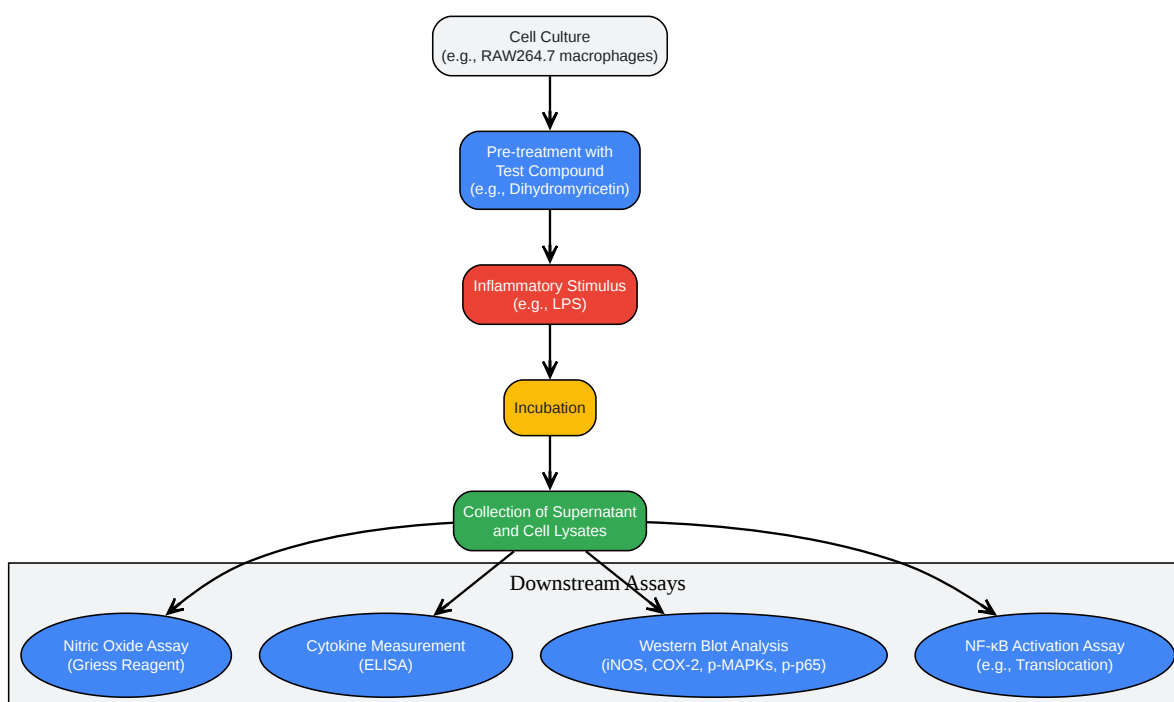 Cell Culture
(e.g., RAW264.7 macrophages)
Pre-treatment with
Test Compound
(e.g., Dihydromyricetin)
Inflammatory Stimulus
(e.g., LPS)
Incubation
Collection of Supernatant
and Cell Lysates
Downstream Assays
Nitric Oxide Assay
(Griess Reagent)
Cytokine Measurement
(ELISA)
Western Blot Analysis
(iNOS, COX-2, p-MAPKs, p-p65)
NF-κB Activation Assay
(e.g., Translocation)